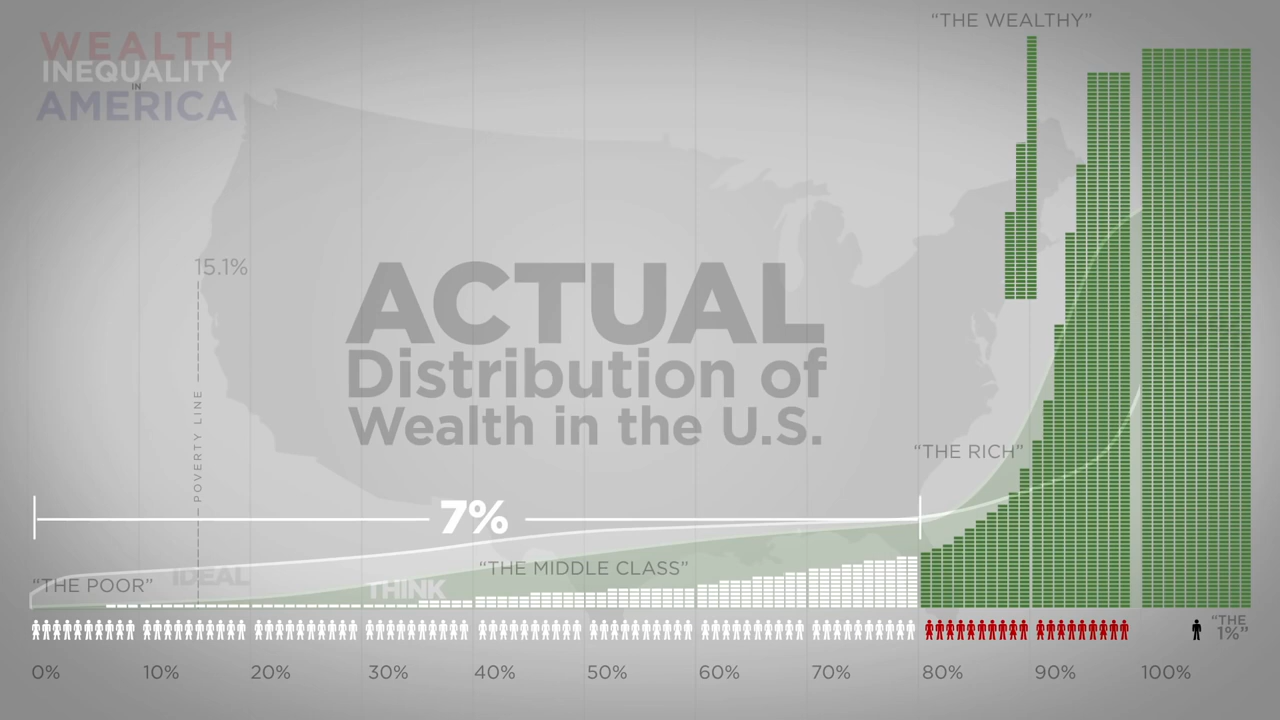 WEALTH
INEQUALITY
IN
AMERICA
“THE WEALTHY”
15.1%
POVERTY LINE
ACTUAL
Distribution of
Wealth in the U.S.
“THE RICH”
7%
“THE POOR”
IDEAL
THINK
“THE MIDDLE CLASS”
“THE
1%”
0% 10% 20% 30% 40% 50% 60% 70% 80% 90% 100%